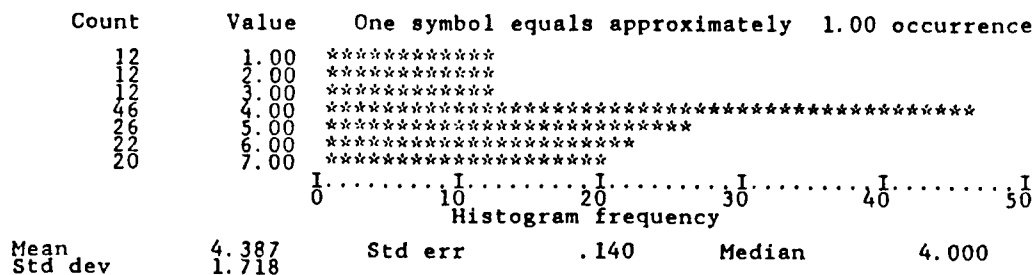 Count Value One symbol equals approximately 1.00 occurrence
12 1.00 ************
12 2.00 ************
12 3.00 ************
46 4.00 **********************************************
26 5.00 **************************
22 6.00 **********************
20 7.00 ********************
I.........I.........I.........I.........I.........I
0 10 20 30 40 50
Histogram frequency
Mean 4.387 Std err .140 Median 4.000
Std dev 1.718